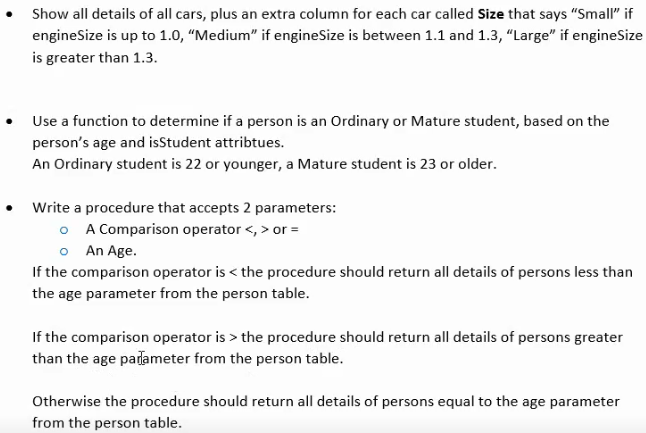 • Show all details of all cars, plus an extra column for each car called Size that says “Small” if
engineSize is up to 1.0, “Medium” if engineSize is between 1.1 and 1.3, “Large” if engineSize
is greater than 1.3.
• Use a function to determine if a person is an Ordinary or Mature student, based on the
person’s age and isStudent attribtues.
An Ordinary student is 22 or younger, a Mature student is 23 or older.
• Write a procedure that accepts 2 parameters:
o A Comparison operator <, > or =
o An Age.
If the comparison operator is < the procedure should return all details of persons less than
the age parameter from the person table.
If the comparison operator is > the procedure should return all details of persons greater
than the age parameter from the person table.
Otherwise the procedure should return all details of persons equal to the age parameter
from the person table.